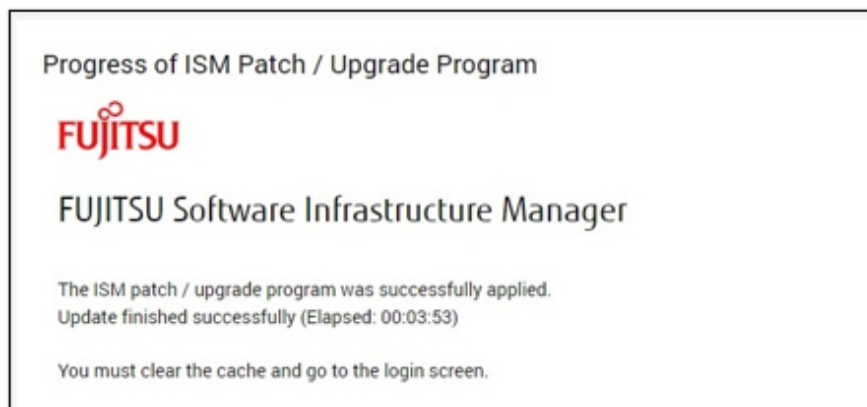 Progress of ISM Patch / Upgrade Program
FUJITSU
FUJITSU Software Infrastructure Manager
The ISM patch / upgrade program was successfully applied.
Update finished successfully (Elapsed: 00:03:53)
You must clear the cache and go to the login screen.